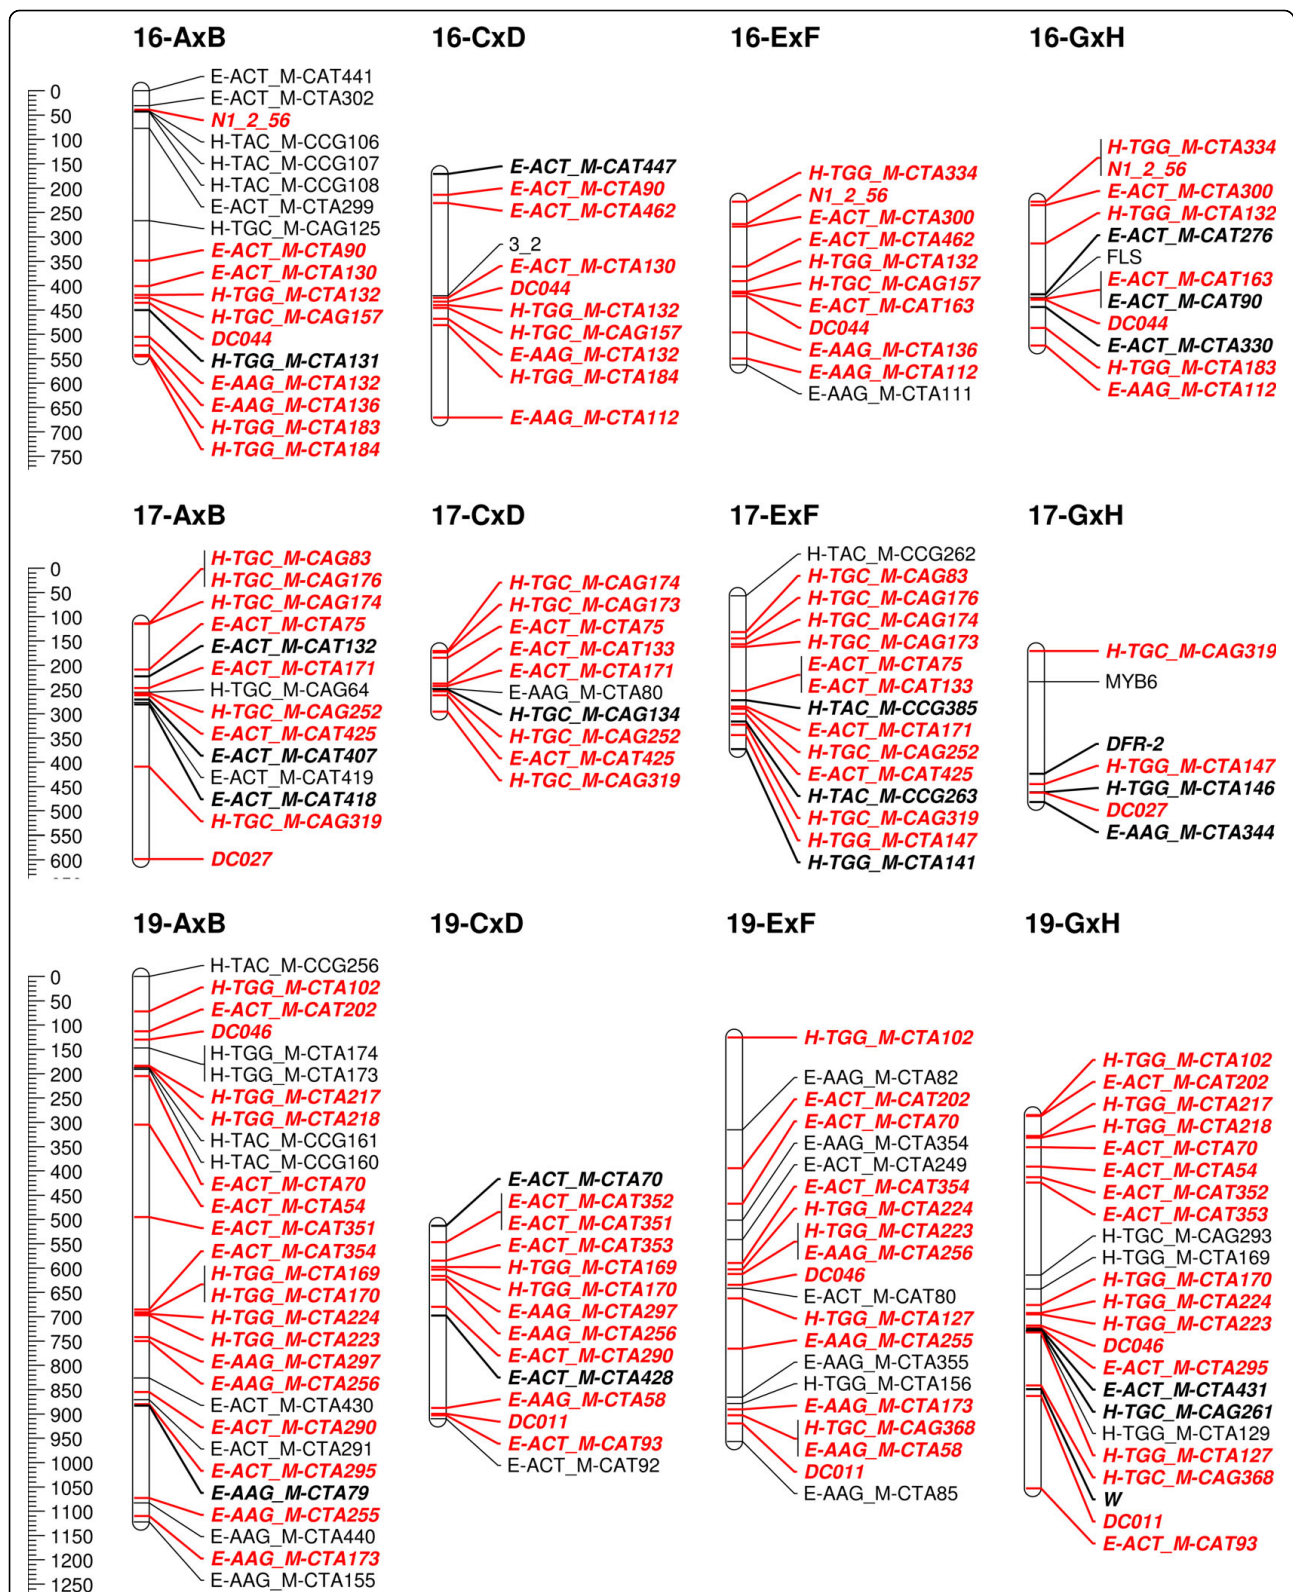 16-AxB
16-CxD
16-ExF
16-GxH
0
50
100
150
200
250
300
350
400
450
500
550
600
650
700
750
E-ACT_M-CAT441
E-ACT_M-CTA302
N1_2_56
H-TAC_M-CCG106
H-TAC_M-CCG107
H-TAC_M-CCG108
E-ACT_M-CTA299
H-TGC_M-CAG125
E-ACT_M-CTA90
E-ACT_M-CTA130
H-TGG_M-CTA132
H-TGC_M-CAG157
DC044
H-TGG_M-CTA131
E-AAG_M-CTA132
E-AAG_M-CTA136
H-TGG_M-CTA183
H-TGG_M-CTA184
E-ACT_M-CAT447
E-ACT_M-CTA90
E-ACT_M-CTA462
3_2
E-ACT_M-CTA130
DC044
H-TGG_M-CTA132
H-TGC_M-CAG157
E-AAG_M-CTA132
H-TGG_M-CTA184
E-AAG_M-CTA112
H-TGG_M-CTA334
N1_2_56
E-ACT_M-CTA300
E-ACT_M-CTA462
H-TGG_M-CTA132
H-TGC_M-CAG157
E-ACT_M-CAT163
DC044
E-AAG_M-CTA136
E-AAG_M-CTA112
E-AAG_M-CTA111
H-TGG_M-CTA334
N1_2_56
E-ACT_M-CTA300
H-TGG_M-CTA132
E-ACT_M-CAT276
FLS
E-ACT_M-CAT163
E-ACT_M-CAT90
DC044
E-ACT_M-CTA330
H-TGG_M-CTA183
E-AAG_M-CTA112
17-AxB
17-CxD
17-ExF
17-GxH
0
50
100
150
200
250
300
350
400
450
500
550
600
H-TGC_M-CAG83
H-TGC_M-CAG176
H-TGC_M-CAG174
E-ACT_M-CTA75
E-ACT_M-CAT132
E-ACT_M-CTA171
H-TGC_M-CAG64
H-TGC_M-CAG252
E-ACT_M-CAT425
E-ACT_M-CAT407
E-ACT_M-CAT419
E-ACT_M-CAT418
H-TGC_M-CAG319
DC027
H-TGC_M-CAG174
H-TGC_M-CAG173
E-ACT_M-CTA75
E-ACT_M-CAT133
E-ACT_M-CTA171
E-AAG_M-CTA80
H-TGC_M-CAG134
H-TGC_M-CAG252
E-ACT_M-CAT425
H-TGC_M-CAG319
H-TAC_M-CCG262
H-TGC_M-CAG83
H-TGC_M-CAG176
H-TGC_M-CAG174
H-TGC_M-CAG173
E-ACT_M-CTA75
E-ACT_M-CAT133
H-TAC_M-CCG385
E-ACT_M-CTA171
H-TGC_M-CAG252
E-ACT_M-CAT425
H-TAC_M-CCG263
H-TGC_M-CAG319
H-TGG_M-CTA147
H-TGG_M-CTA141
H-TGC_M-CAG319
MYB6
DFR-2
H-TGG_M-CTA147
H-TGG_M-CTA146
DC027
E-AAG_M-CTA344
19-AxB
19-CxD
19-ExF
19-GxH
0
50
100
150
200
250
300
350
400
450
500
550
600
650
700
750
800
850
900
950
1000
1050
1100
1150
1200
1250
H-TAC_M-CCG256
H-TGG_M-CTA102
E-ACT_M-CAT202
DC046
H-TGG_M-CTA174
H-TGG_M-CTA173
H-TGG_M-CTA217
H-TGG_M-CTA218
H-TAC_M-CCG161
H-TAC_M-CCG160
E-ACT_M-CTA70
E-ACT_M-CTA54
E-ACT_M-CAT351
E-ACT_M-CAT354
H-TGG_M-CTA169
H-TGG_M-CTA170
H-TGG_M-CTA224
H-TGG_M-CTA223
E-AAG_M-CTA297
E-AAG_M-CTA256
E-ACT_M-CTA430
E-ACT_M-CTA290
E-ACT_M-CTA291
E-ACT_M-CTA295
E-AAG_M-CTA79
E-AAG_M-CTA255
E-AAG_M-CTA440
E-AAG_M-CTA173
E-AAG_M-CTA155
E-ACT_M-CTA70
E-ACT_M-CAT352
E-ACT_M-CAT351
E-ACT_M-CAT353
H-TGG_M-CTA169
H-TGG_M-CTA170
E-AAG_M-CTA297
E-AAG_M-CTA256
E-ACT_M-CTA290
E-ACT_M-CTA428
E-AAG_M-CTA58
DC011
E-ACT_M-CAT93
E-ACT_M-CAT92
H-TGG_M-CTA102
E-AAG_M-CTA82
E-ACT_M-CAT202
E-ACT_M-CTA70
E-AAG_M-CTA354
E-ACT_M-CTA249
E-ACT_M-CAT354
H-TGG_M-CTA224
H-TGG_M-CTA223
E-AAG_M-CTA256
DC046
E-ACT_M-CAT80
H-TGG_M-CTA127
E-AAG_M-CTA255
E-AAG_M-CTA355
H-TGG_M-CTA156
E-AAG_M-CTA173
H-TGC_M-CAG368
E-AAG_M-CTA58
DC011
E-AAG_M-CTA85
H-TGG_M-CTA102
E-ACT_M-CAT202
H-TGG_M-CTA217
H-TGG_M-CTA218
E-ACT_M-CTA70
E-ACT_M-CTA54
E-ACT_M-CAT352
E-ACT_M-CAT353
H-TGC_M-CAG293
H-TGG_M-CTA169
H-TGG_M-CTA170
H-TGG_M-CTA224
H-TGG_M-CTA223
DC046
E-ACT_M-CTA295
E-ACT_M-CTA431
H-TGC_M-CAG261
H-TGG_M-CTA129
H-TGG_M-CTA127
H-TGC_M-CAG368
W
DC011
E-ACT_M-CAT93